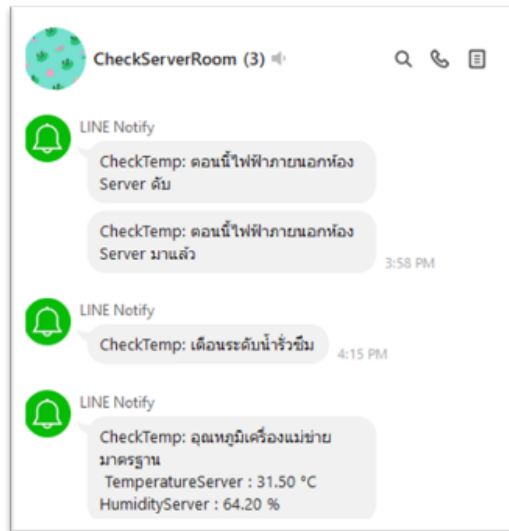 CheckServerRoom (3)
LINE Notify
CheckTemp: ตอนนี้ไฟฟ้าภายนอกห้อง
Server ดับ
CheckTemp: ตอนนี้ไฟฟ้าภายนอกห้อง
Server มาแล้ว
3:58 PM
LINE Notify
CheckTemp: เตือนระดับน้ำรั่วซึม
4:15 PM
LINE Notify
CheckTemp: อุณหภูมิเครื่องแม่ข่าย
มาตรฐาน
TemperatureServer : 31.50 °C
HumidityServer : 64.20 %